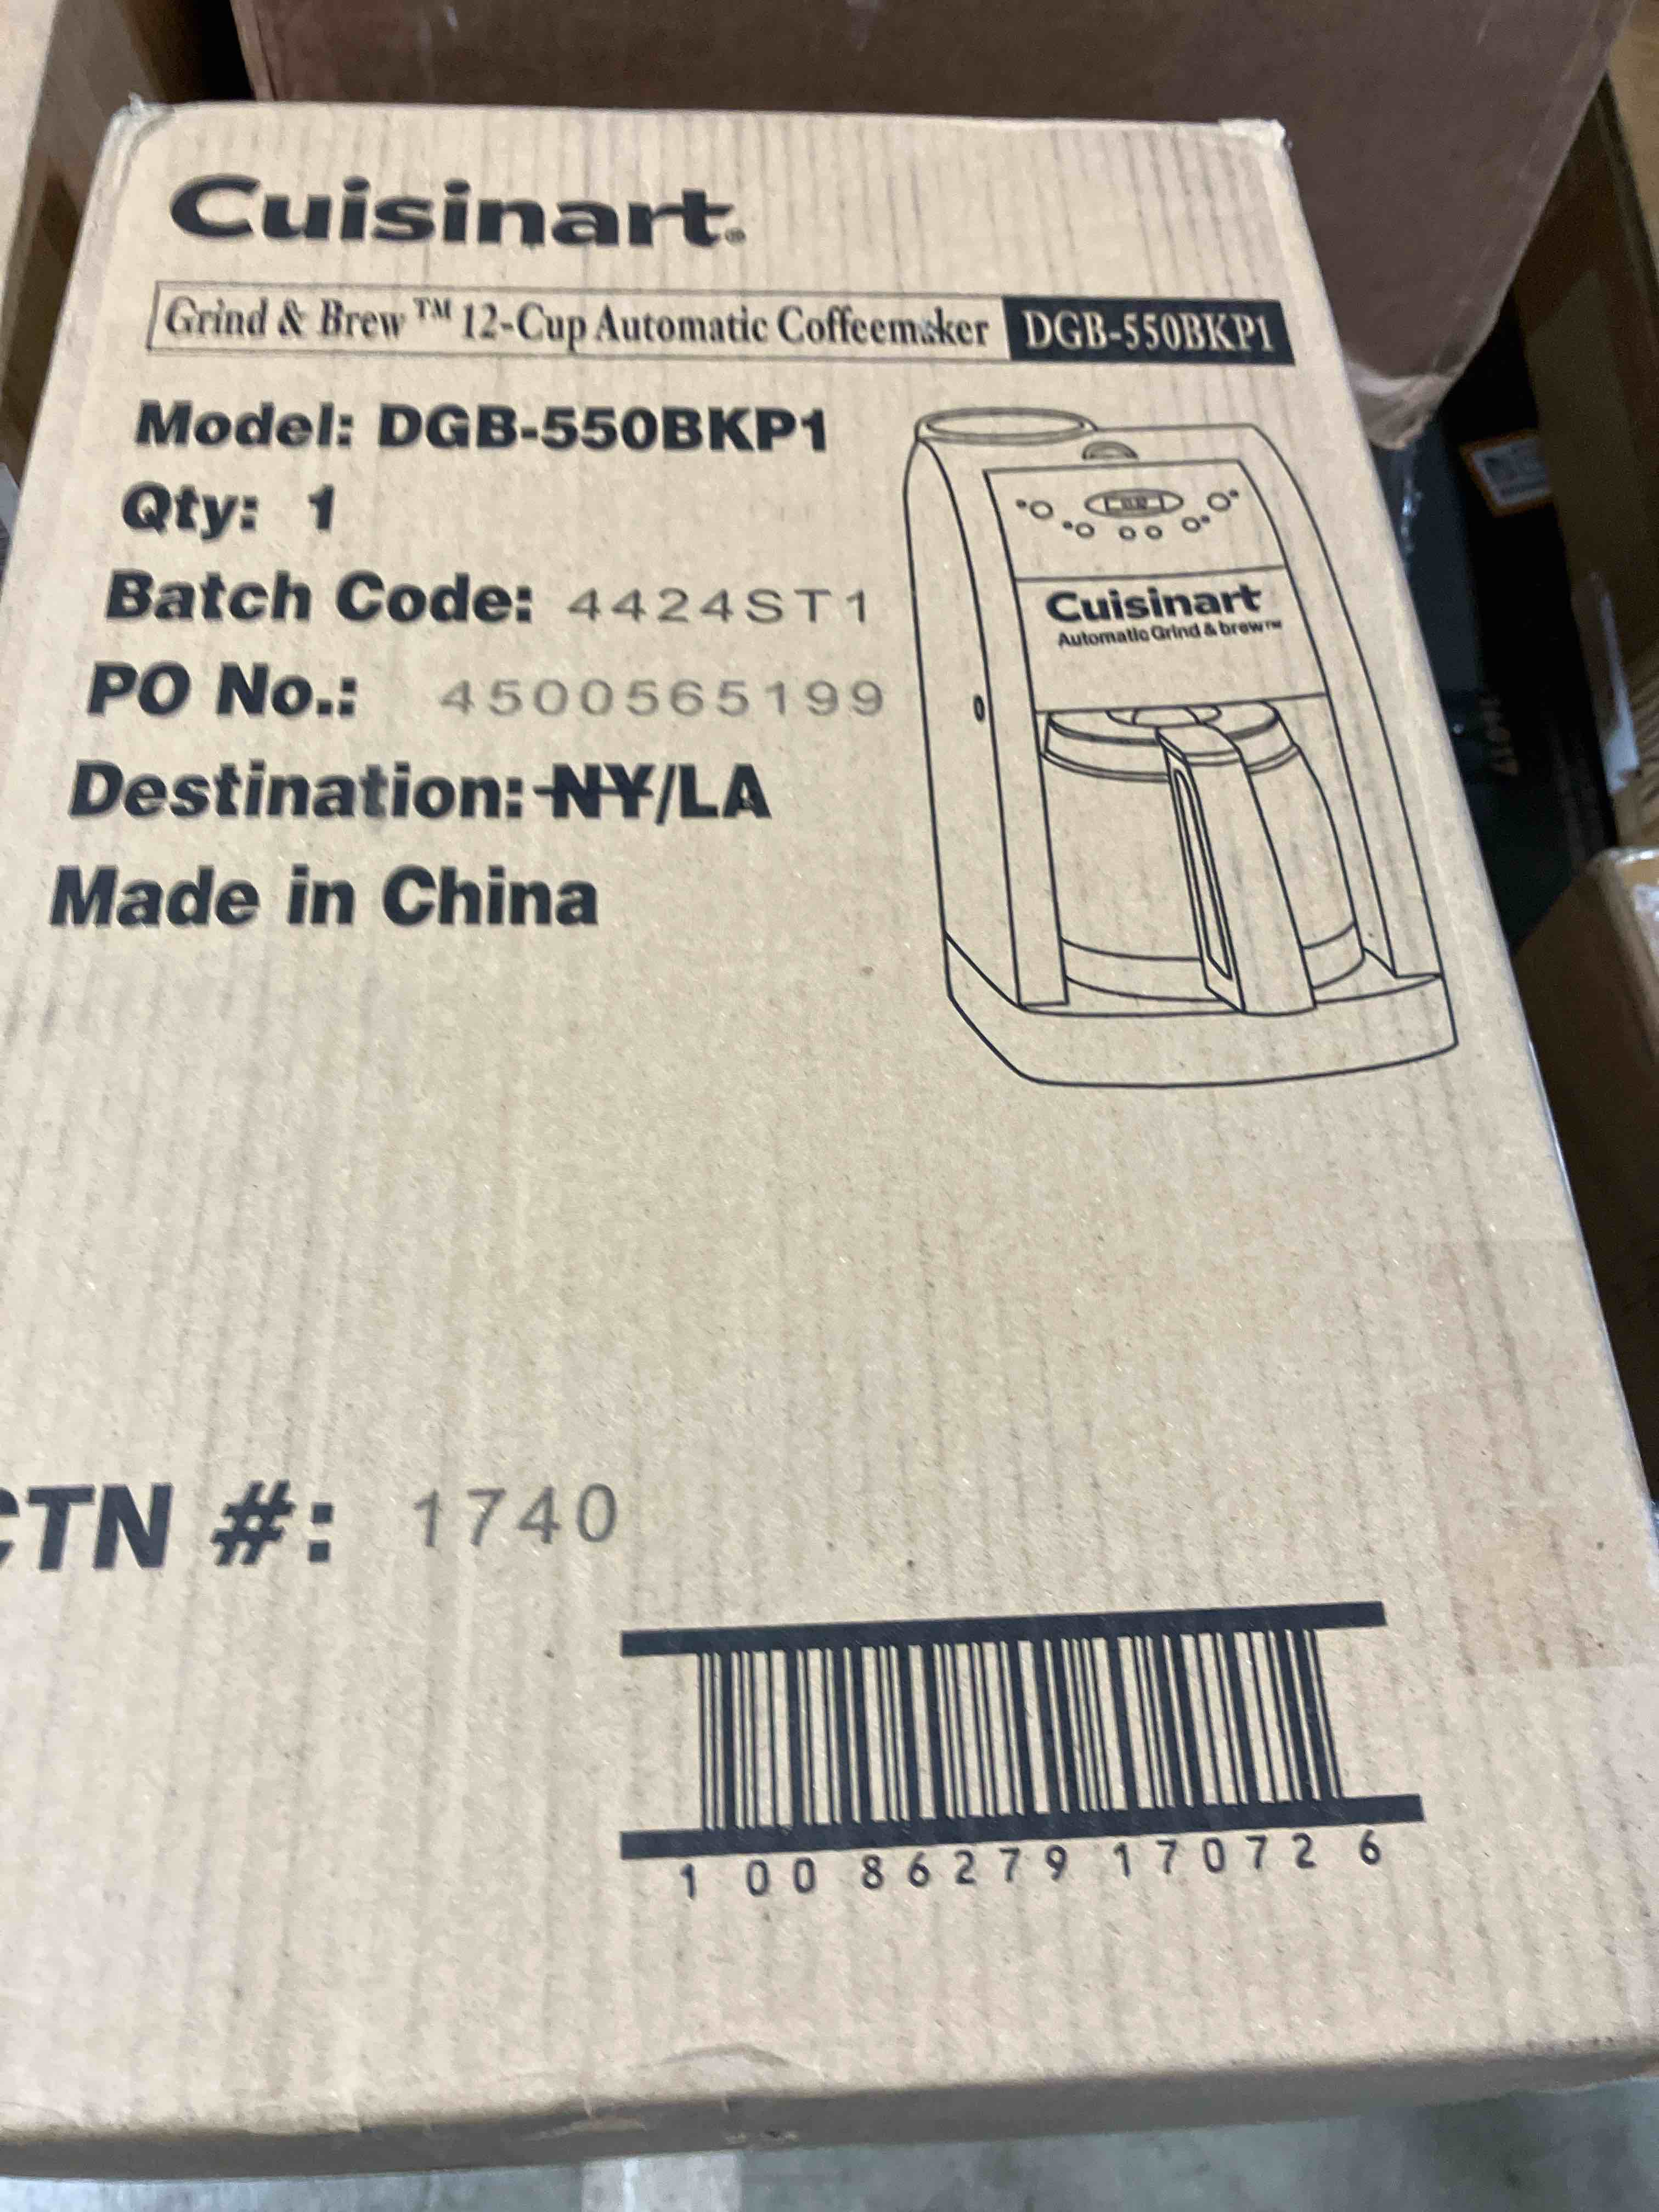 Cuisinart®
Grind & Brew™ 12-Cup Automatic Coffeemaker DGB-550BKP1
Model: DGB-550BKP1
Qty: 1
Batch Code: 4424ST1
PO No.: 4500565199
Destination: NY/LA
Made in China
Cuisinart
Automatic Grind & brew™
CTN #: 1740
1 00 86279 17072 6